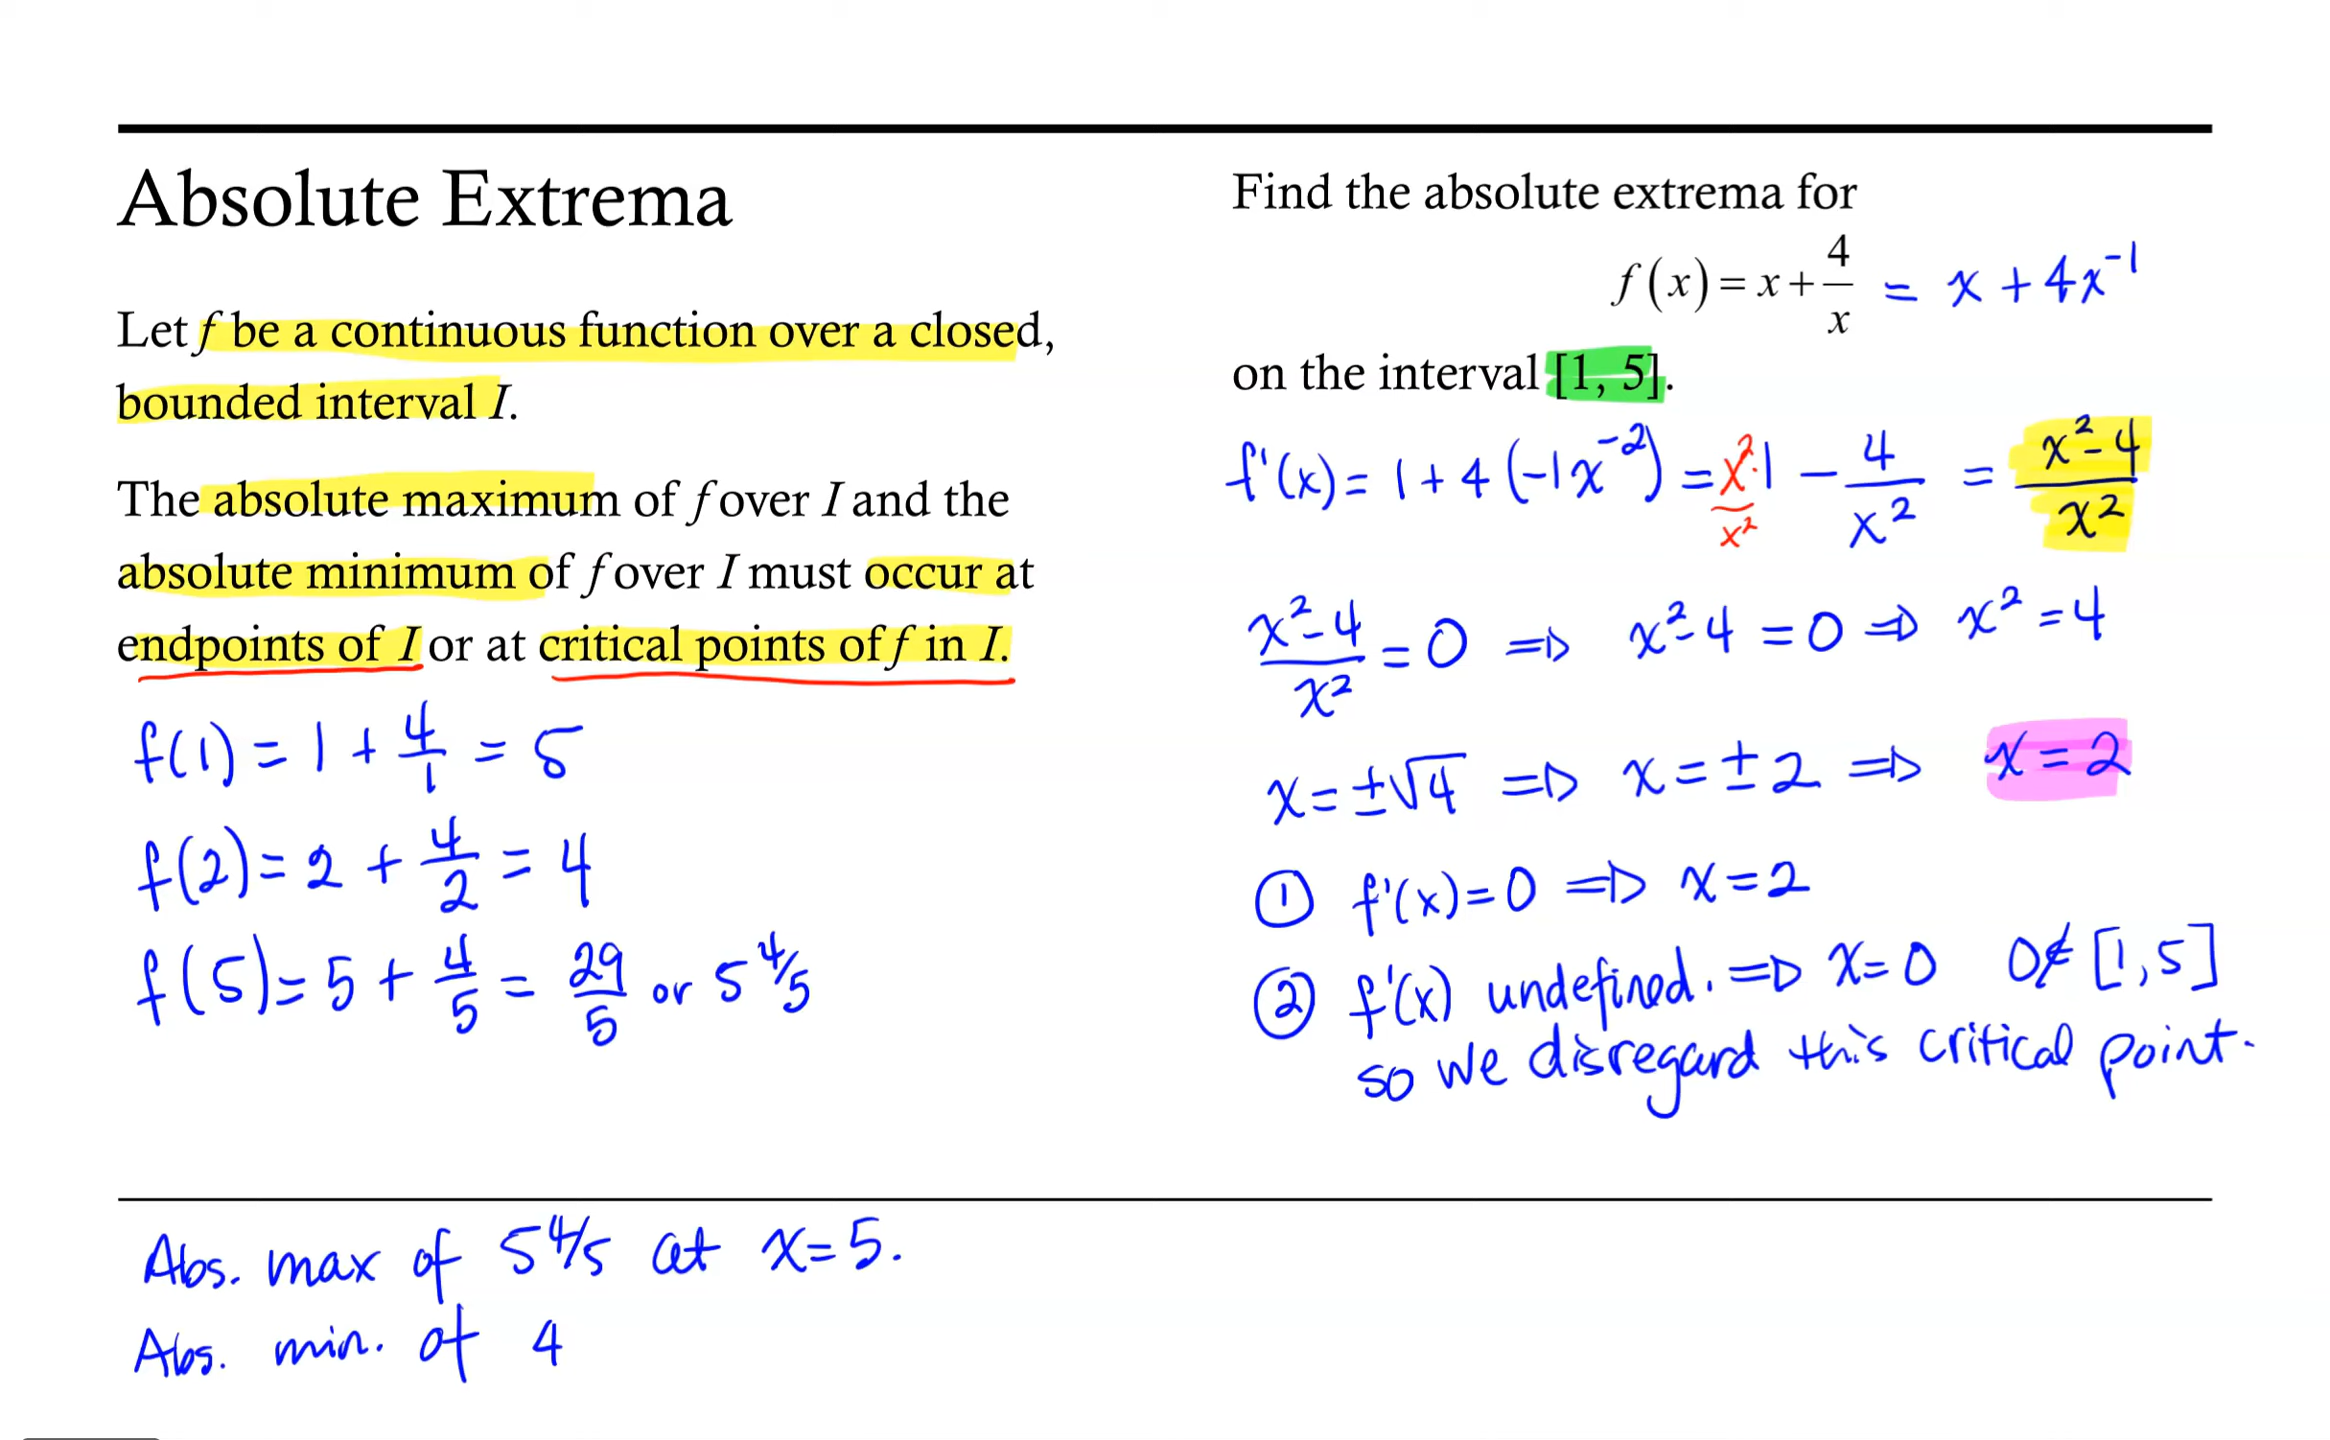 Absolute Extrema
Let f be a continuous function over a closed,
bounded interval I.
The absolute maximum of f over I and the
absolute minimum of f over I must occur at
endpoints of I or at critical points of f in I.
f(1) = 1 + 4/1 = 5
f(2) = 2 + 4/2 = 4
f(5) = 5 + 4/5 = 29/5 or 5 4/5
Find the absolute extrema for
f(x) = x + 4/x = x + 4x⁻¹
on the interval [1, 5].
f'(x) = 1 + 4(-1x⁻²) = x²/x² · 1 − 4/x² = (x²-4)/x²
(x²-4)/x² = 0 ⇒ x²-4 = 0 ⇒ x² = 4
x = ±√4 ⇒ x = ±2 ⇒ x = 2
① f'(x) = 0 ⇒ x = 2
② f'(x) undefined. ⇒ x = 0 0 ∉ [1, 5]
so we disregard this critical point.
Abs. max of 5 4/5 at x = 5.
Abs. min. of 4